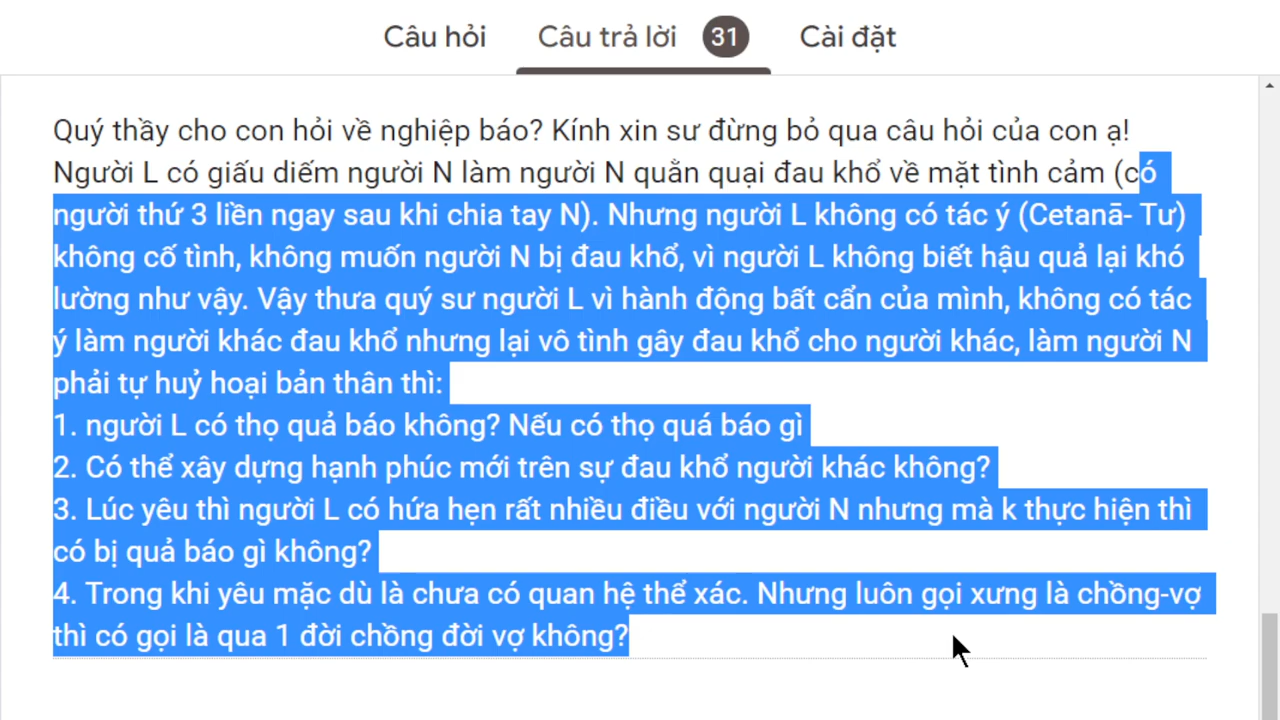 Câu hỏi Câu trả lời 31 Cài đặt
Quý thầy cho con hỏi về nghiệp báo? Kính xin sư đừng bỏ qua câu hỏi của con ạ!
Người L có giấu diếm người N làm người N quằn quại đau khổ về mặt tình cảm (có
người thứ 3 liền ngay sau khi chia tay N). Nhưng người L không có tác ý (Cetanā- Tư)
không cố tình, không muốn người N bị đau khổ, vì người L không biết hậu quả lại khó
lường như vậy. Vậy thưa quý sư người L vì hành động bất cẩn của mình, không có tác
ý làm người khác đau khổ nhưng lại vô tình gây đau khổ cho người khác, làm người N
phải tự huỷ hoại bản thân thì:
1. người L có thọ quả báo không? Nếu có thọ quá báo gì
2. Có thể xây dựng hạnh phúc mới trên sự đau khổ người khác không?
3. Lúc yêu thì người L có hứa hẹn rất nhiều điều với người N nhưng mà k thực hiện thì
có bị quả báo gì không?
4. Trong khi yêu mặc dù là chưa có quan hệ thể xác. Nhưng luôn gọi xưng là chồng-vợ
thì có gọi là qua 1 đời chồng đời vợ không?